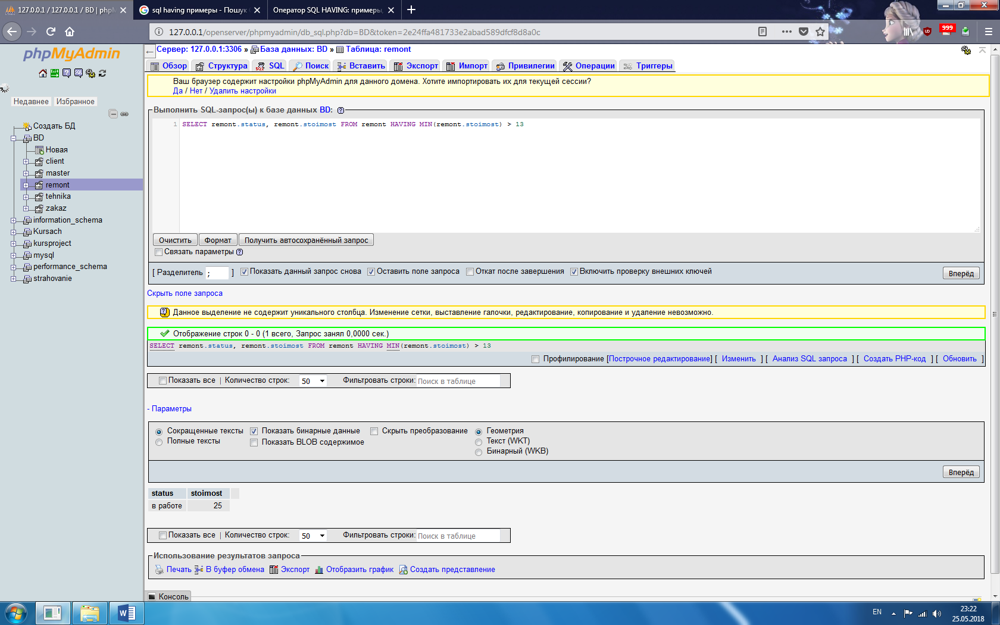 127.0.0.1 / 127.0.0.1 / BD | phpM
sql having примеры - Пошук
Оператор SQL HAVING: примеры,
127.0.0.1/openserver/phpmyadmin/db_sql.php?db=BD&token=2e24ffa481733e2abad589dfcf8d8a0c
999
phpMyAdmin
Недавнее
Избранное
Создать БД
BD
Новая
client
master
remont
tehnika
zakaz
information_schema
Kursach
kursproject
mysql
performance_schema
strahovanie
Сервер: 127.0.0.1:3306 » База данных: BD » Таблица: remont
Обзор Структура SQL Поиск Вставить Экспорт Импорт Привилегии Операции Триггеры
Ваш браузер содержит настройки phpMyAdmin для данного домена. Хотите импортировать их для текущей сессии?
Да / Нет / Удалить настройки
Выполнить SQL-запрос(ы) к базе данных BD:
1 SELECT remont.status, remont.stoimost FROM remont HAVING MIN(remont.stoimost) > 13
Очистить Формат Получить автосохранённый запрос
Связать параметры
[ Разделитель ; ] Показать данный запрос снова Оставить поле запроса Откат после завершения Включить проверку внешних ключей Вперёд
Скрыть поле запроса
Данное выделение не содержит уникального столбца. Изменение сетки, выставление галочки, редактирование, копирование и удаление невозможно.
Отображение строк 0 - 0 (1 всего, Запрос занял 0,0000 сек.)
SELECT remont.status, remont.stoimost FROM remont HAVING MIN(remont.stoimost) > 13
Профилирование [Построчное редактирование] [ Изменить ] [ Анализ SQL запроса ] [ Создать PHP-код ] [ Обновить ]
Показать все | Количество строк: 50 Фильтровать строки: Поиск в таблице
- Параметры
Сокращенные тексты Показать бинарные данные Скрыть преобразование Геометрия
Полные тексты Показать BLOB содержимое Текст (WKT)
Бинарный (WKB)
Вперёд
status stoimost
в работе 25
Показать все | Количество строк: 50 Фильтровать строки: Поиск в таблице
Использование результатов запроса
Печать В буфер обмена Экспорт Отобразить график Создать представление
Консоль
EN
23:22
25.05.2018